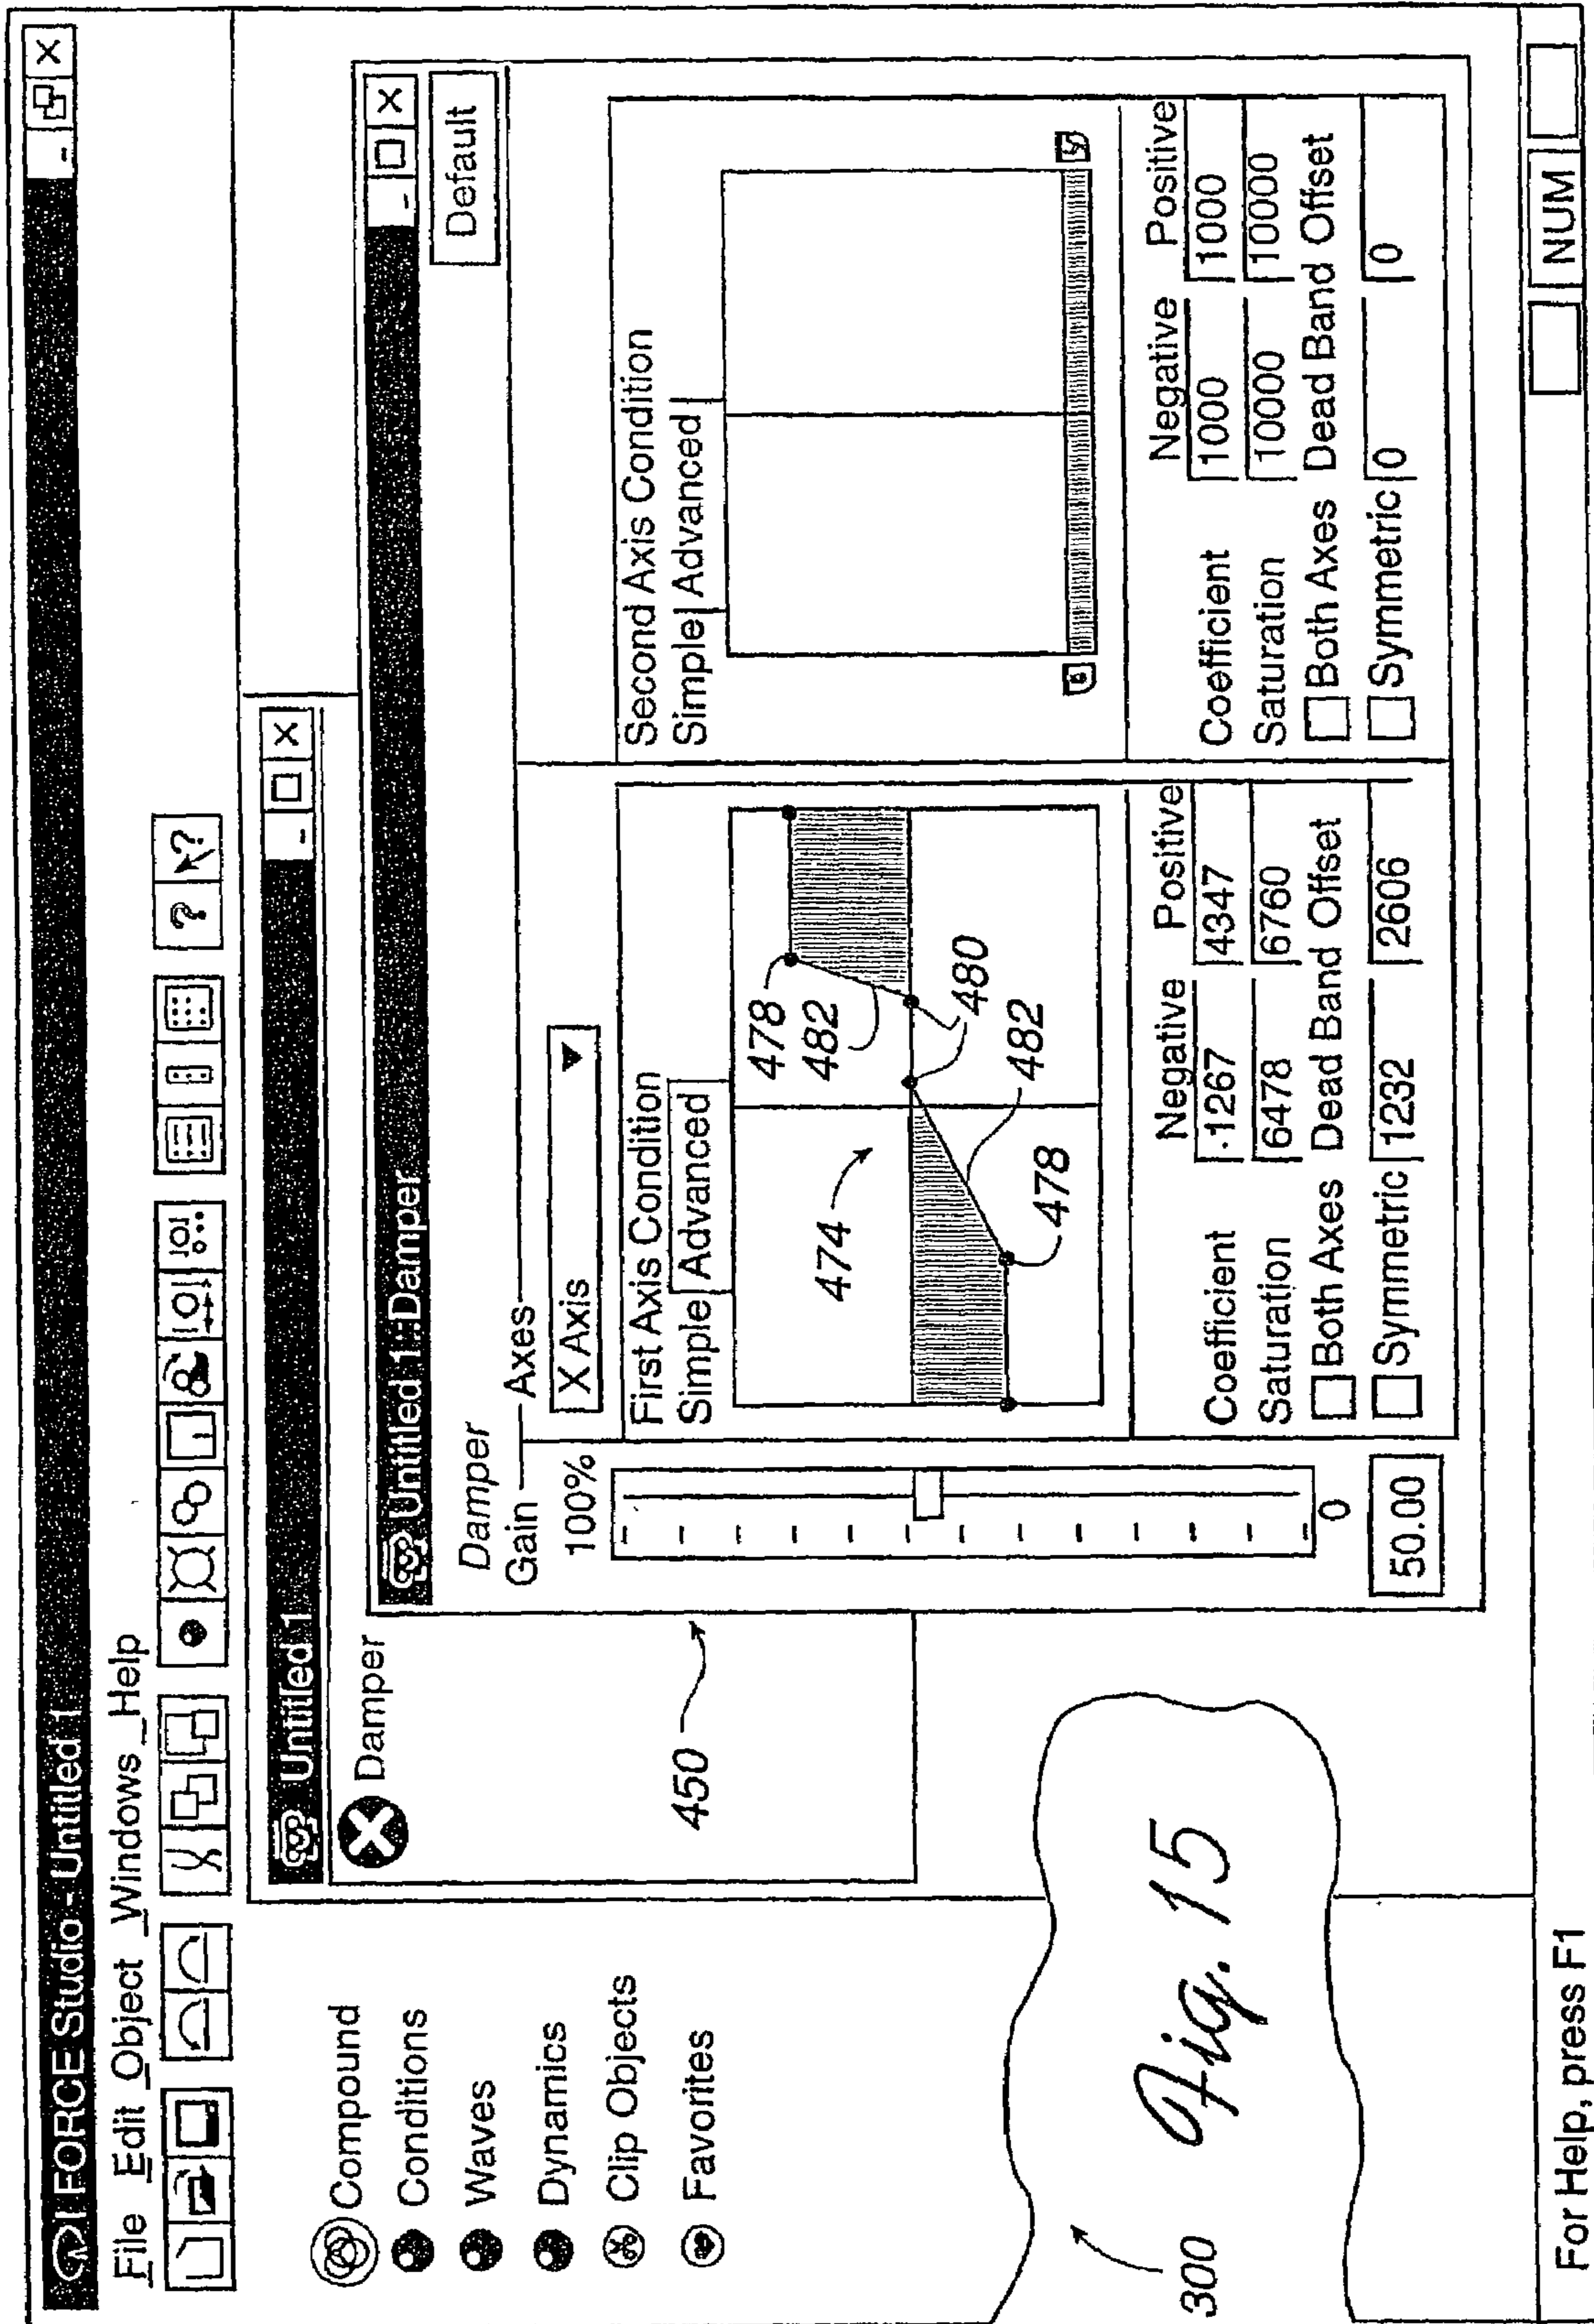 I FORCE Studio - Untitled 1
File Edit Object Windows Help
Compound
Conditions
Waves
Dynamics
Clip Objects
Favorites
Untitled 1
Damper
450
Untitled 1 : Damper
Default
Damper
Gain
100%
0
50.00
Axes
X Axis
First Axis Condition
Simple Advanced
474
478
482
480
482
478
Negative Positive
Coefficient -1267 4347
Saturation 6478 6760
Both Axes Dead Band Offset
Symmetric 1232 2606
Second Axis Condition
Simple Advanced
Negative Positive
Coefficient 1000 1000
Saturation 10000 10000
Both Axes Dead Band Offset
Symmetric 0 0
300
Fig. 15
For Help, press F1
NUM